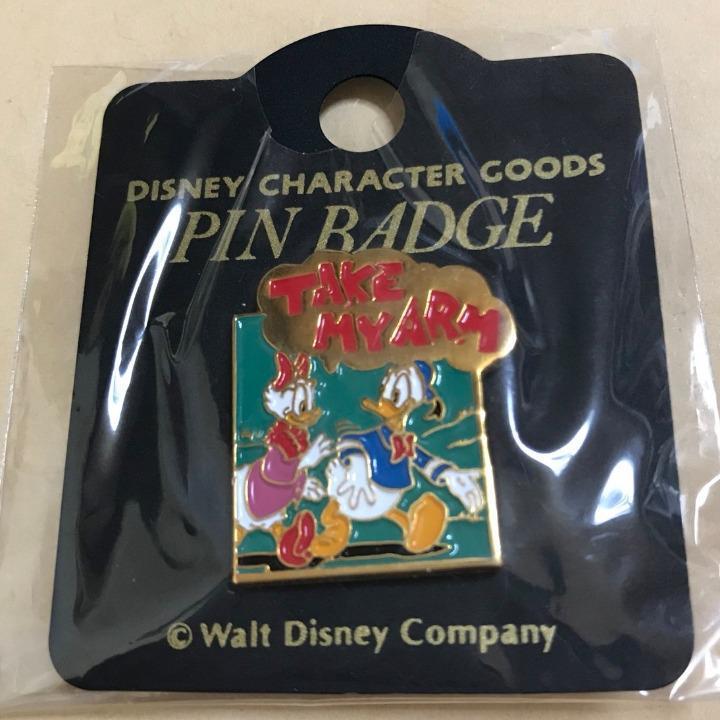 DISNEY CHARACTER GOODS
PIN BADGE
TAKE
MY ARM
© Walt Disney Company